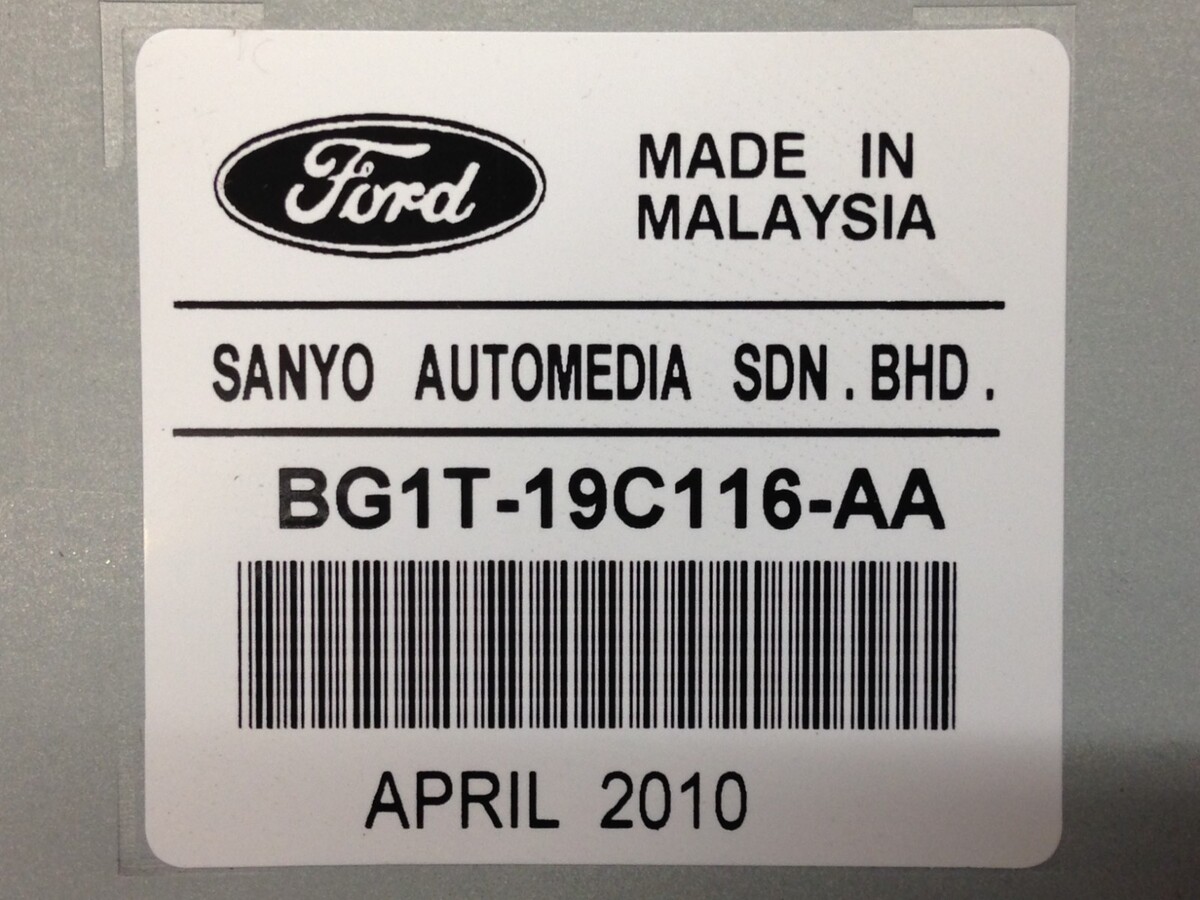 Ford
MADE IN
MALAYSIA
SANYO AUTOMEDIA SDN.BHD.
BG1T-19C116-AA
APRIL 2010